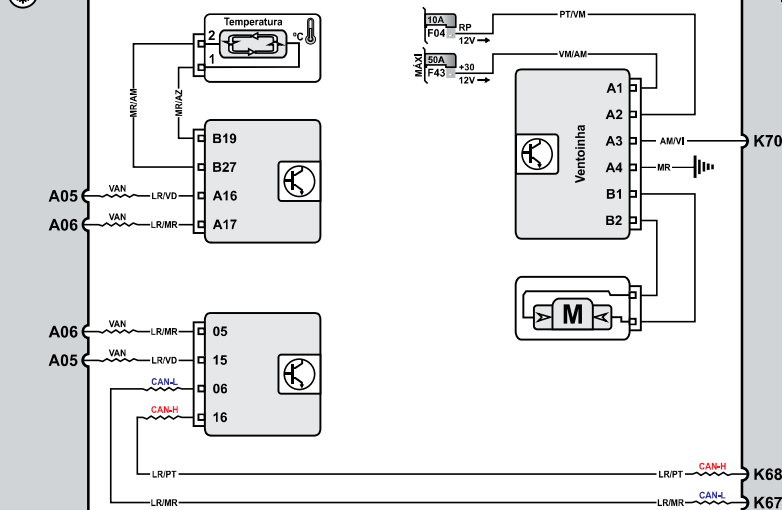 Temperatura
2
ºC
1
MR/AM
MR/AZ
B19
B27
A05
VAN
LR/VD
A16
A06
VAN
LR/MR
A17
A06
VAN
LR/MR
05
A05
VAN
LR/VD
15
CAN-L
06
CAN-H
16
10A
F04
RP
12V
PT/VM
MÁXI
50A
F43
+30
12V
VM/AM
Ventoinha
A1
A2
A3
AM/VI
K70
A4
MR
B1
B2
M
LR/PT
LR/PT
CAN-H
K68
LR/MR
LR/MR
CAN-L
K67